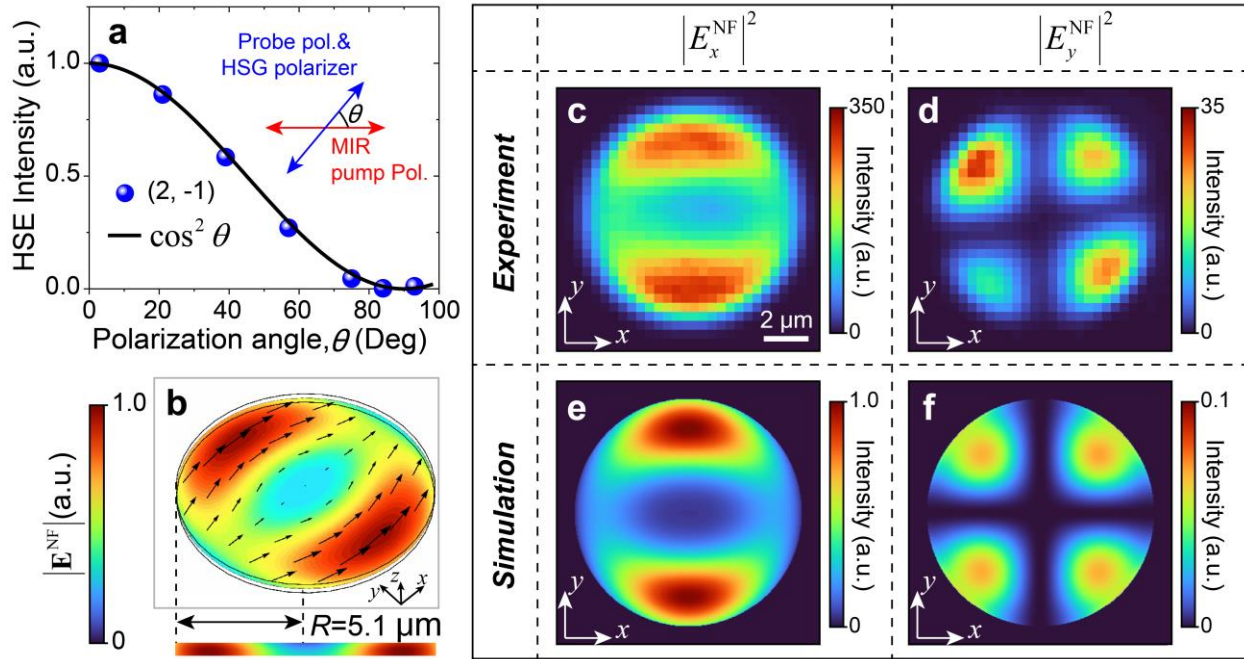 a
HSE Intensity (a.u.)
1.0
0.5
0.0
0
20
40
60
80
100
Polarization angle, θ (Deg)
Probe pol.&
HSG polarizer
θ
MIR
pump Pol.
(2, -1)
cos² θ
b
|E^NF| (a.u.)
1.0
0
z
y
x
R=5.1 µm
|E_x^NF|²
|E_y^NF|²
Experiment
c
y
x
2 µm
350
0
Intensity (a.u.)
d
y
x
35
0
Intensity (a.u.)
Simulation
e
y
x
1.0
0
Intensity (a.u.)
f
y
x
0.1
0
Intensity (a.u.)